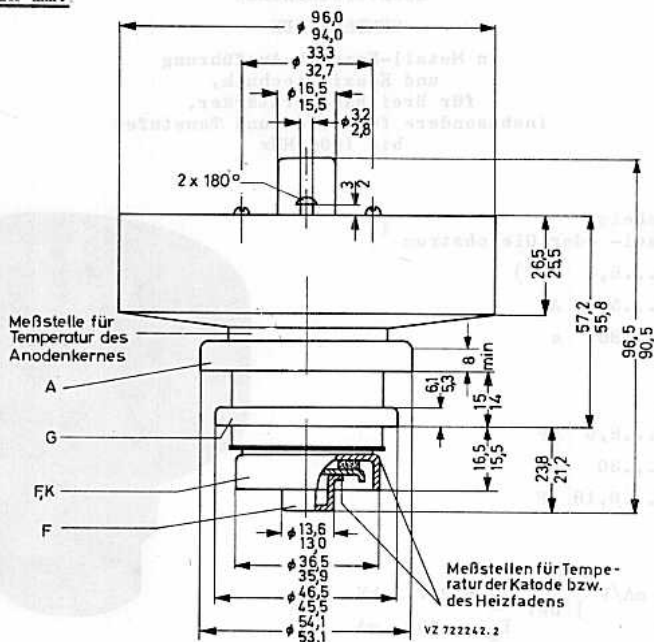 ϕ 96,0
94,0
ϕ 33,3
32,7
ϕ 16,5
15,5
ϕ 3,2
2,8
2 x 180°
3
2
26,5
25,5
57,2
55,8
96,5
90,5
Meßstelle für
Temperatur des
Anodenkernes
8
min
A
6,1
5,3
15
14
G
16,5
15,5
23,8
21,2
F,K
F
ϕ 13,6
13,0
ϕ 36,5
35,9
ϕ 46,5
45,5
ϕ 54,1
53,1
Meßstellen für Tempe-
ratur der Katode bzw.
des Heizfadens
VZ 722242.2